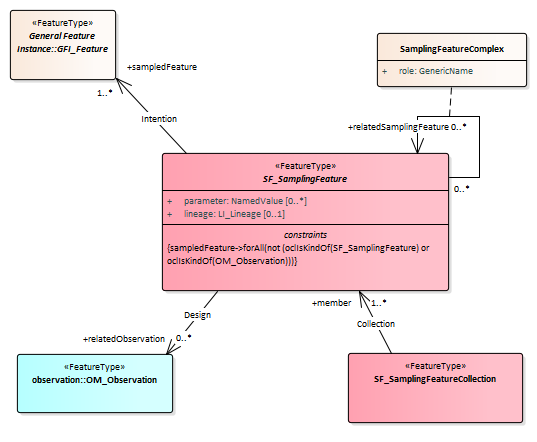 «FeatureType»
General Feature
Instance::GFI_Feature
SamplingFeatureComplex
+ role: GenericName
+sampledFeature
1..*
Intention
+relatedSamplingFeature 0..*
0..*
«FeatureType»
SF_SamplingFeature
+ parameter: NamedValue [0..*]
+ lineage: LI_Lineage [0..1]
constraints
{sampledFeature->forAll(not (oclIsKindOf(SF_SamplingFeature) or
oclIsKindOf(OM_Observation)))}
Design
+relatedObservation 0..*
+member 1..*
Collection
«FeatureType»
observation::OM_Observation
«FeatureType»
SF_SamplingFeatureCollection